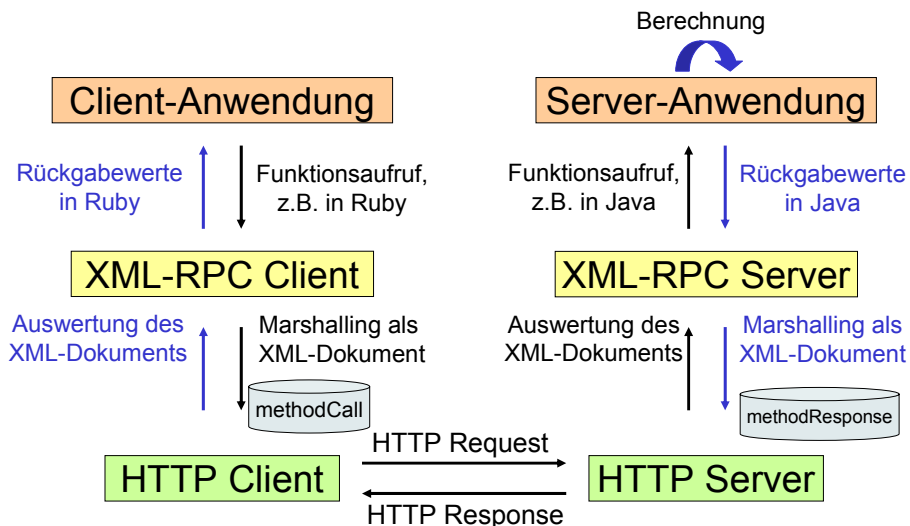 Berechnung
Client-Anwendung
Server-Anwendung
Rückgabewerte
in Ruby
Funktionsaufruf,
z.B. in Ruby
Funktionsaufruf,
z.B. in Java
Rückgabewerte
in Java
XML-RPC Client
XML-RPC Server
Auswertung des
XML-Dokuments
Marshalling als
XML-Dokument
Auswertung des
XML-Dokuments
Marshalling als
XML-Dokument
methodCall
methodResponse
HTTP Request
HTTP Client
HTTP Server
HTTP Response